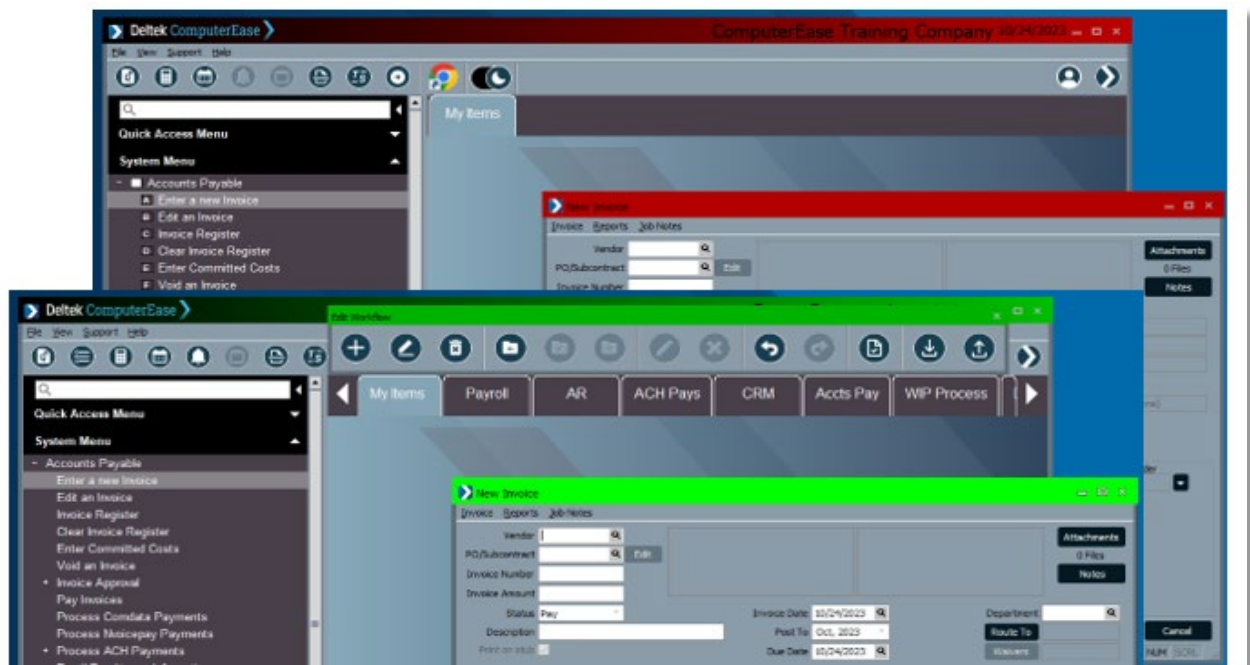 Deltek ComputerEase
ComputerEase Training Company 10/24/2023
File View Support Help
My Items
Quick Access Menu
System Menu
Accounts Payable
A Enter a new Invoice
B Edit an Invoice
C Invoice Register
D Clear Invoice Register
E Enter Committed Costs
F Void an Invoice
New Invoice
Invoice Reports Job Notes
Vendor
PO/Subcontract Edit
Invoice Number
Attachments
0 Files
Notes
Cancel
NUM SCRL
Deltek ComputerEase
File View Support Help
Edit Workflow
My Items Payroll AR ACH Pays CRM Accts Pay WIP Process
Quick Access Menu
System Menu
Accounts Payable
Enter a new Invoice
Edit an Invoice
Invoice Register
Clear Invoice Register
Enter Committed Costs
Void an Invoice
Invoice Approval
Pay Invoices
Process Comdata Payments
Process Nvoicepay Payments
Process ACH Payments
New Invoice
Invoice Reports Job Notes
Vendor
PO/Subcontract Edit
Invoice Number
Invoice Amount
Status Pay
Description
Print on stub
Invoice Date 10/24/2023
Post To Oct, 2023
Due Date 10/24/2023
Attachments
0 Files
Notes
Department
Route To
Waivers